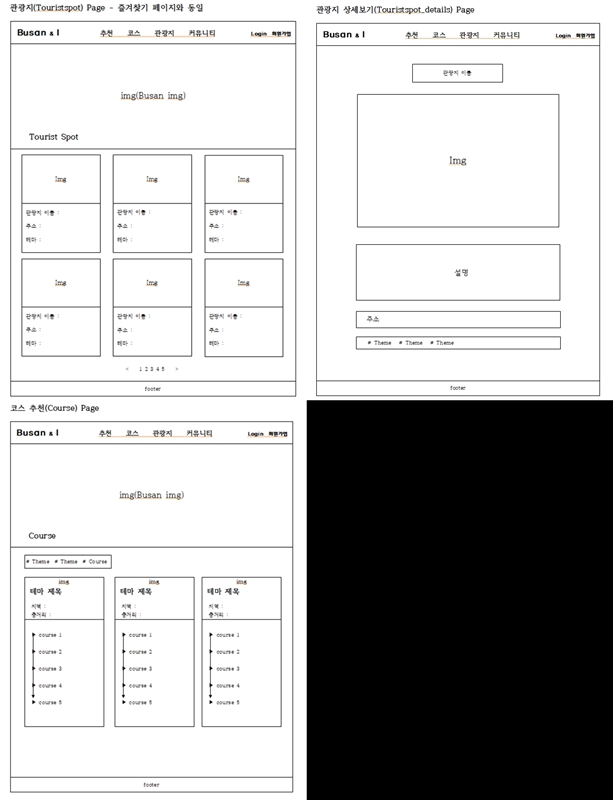 관광지(Touristspot) Page - 즐겨찾기 페이지와 동일
Busan & I 추천 코스 관광지 커뮤니티 Login 회원가입
img(Busan img)
Tourist Spot
Img Img Img
관광지 이름 : 관광지 이름 : 관광지 이름 :
주소 : 주소 : 주소 :
테마 : 테마 : 테마 :
Img Img Img
관광지 이름 : 관광지 이름 : 관광지 이름 :
주소 : 주소 : 주소 :
테마 : 테마 : 테마 :
< 1 2 3 4 5 >
footer
관광지 상세보기(Touristspot_details) Page
Busan & I 추천 코스 관광지 커뮤니티 Login 회원가입
관광지 이름
Img
설명
주소
# Theme # Theme # Theme
footer
코스 추천(Course) Page
Busan & I 추천 코스 관광지 커뮤니티 Login 회원가입
img(Busan img)
Course
# Theme # Theme # Course
img img img
테마 제목 테마 제목 테마 제목
지역 : 지역 : 지역 :
총거리 : 총거리 : 총거리 :
course 1 course 1 course 1
course 2 course 2 course 2
course 3 course 3 course 3
course 4 course 4 course 4
course 5 course 5 course 5
footer